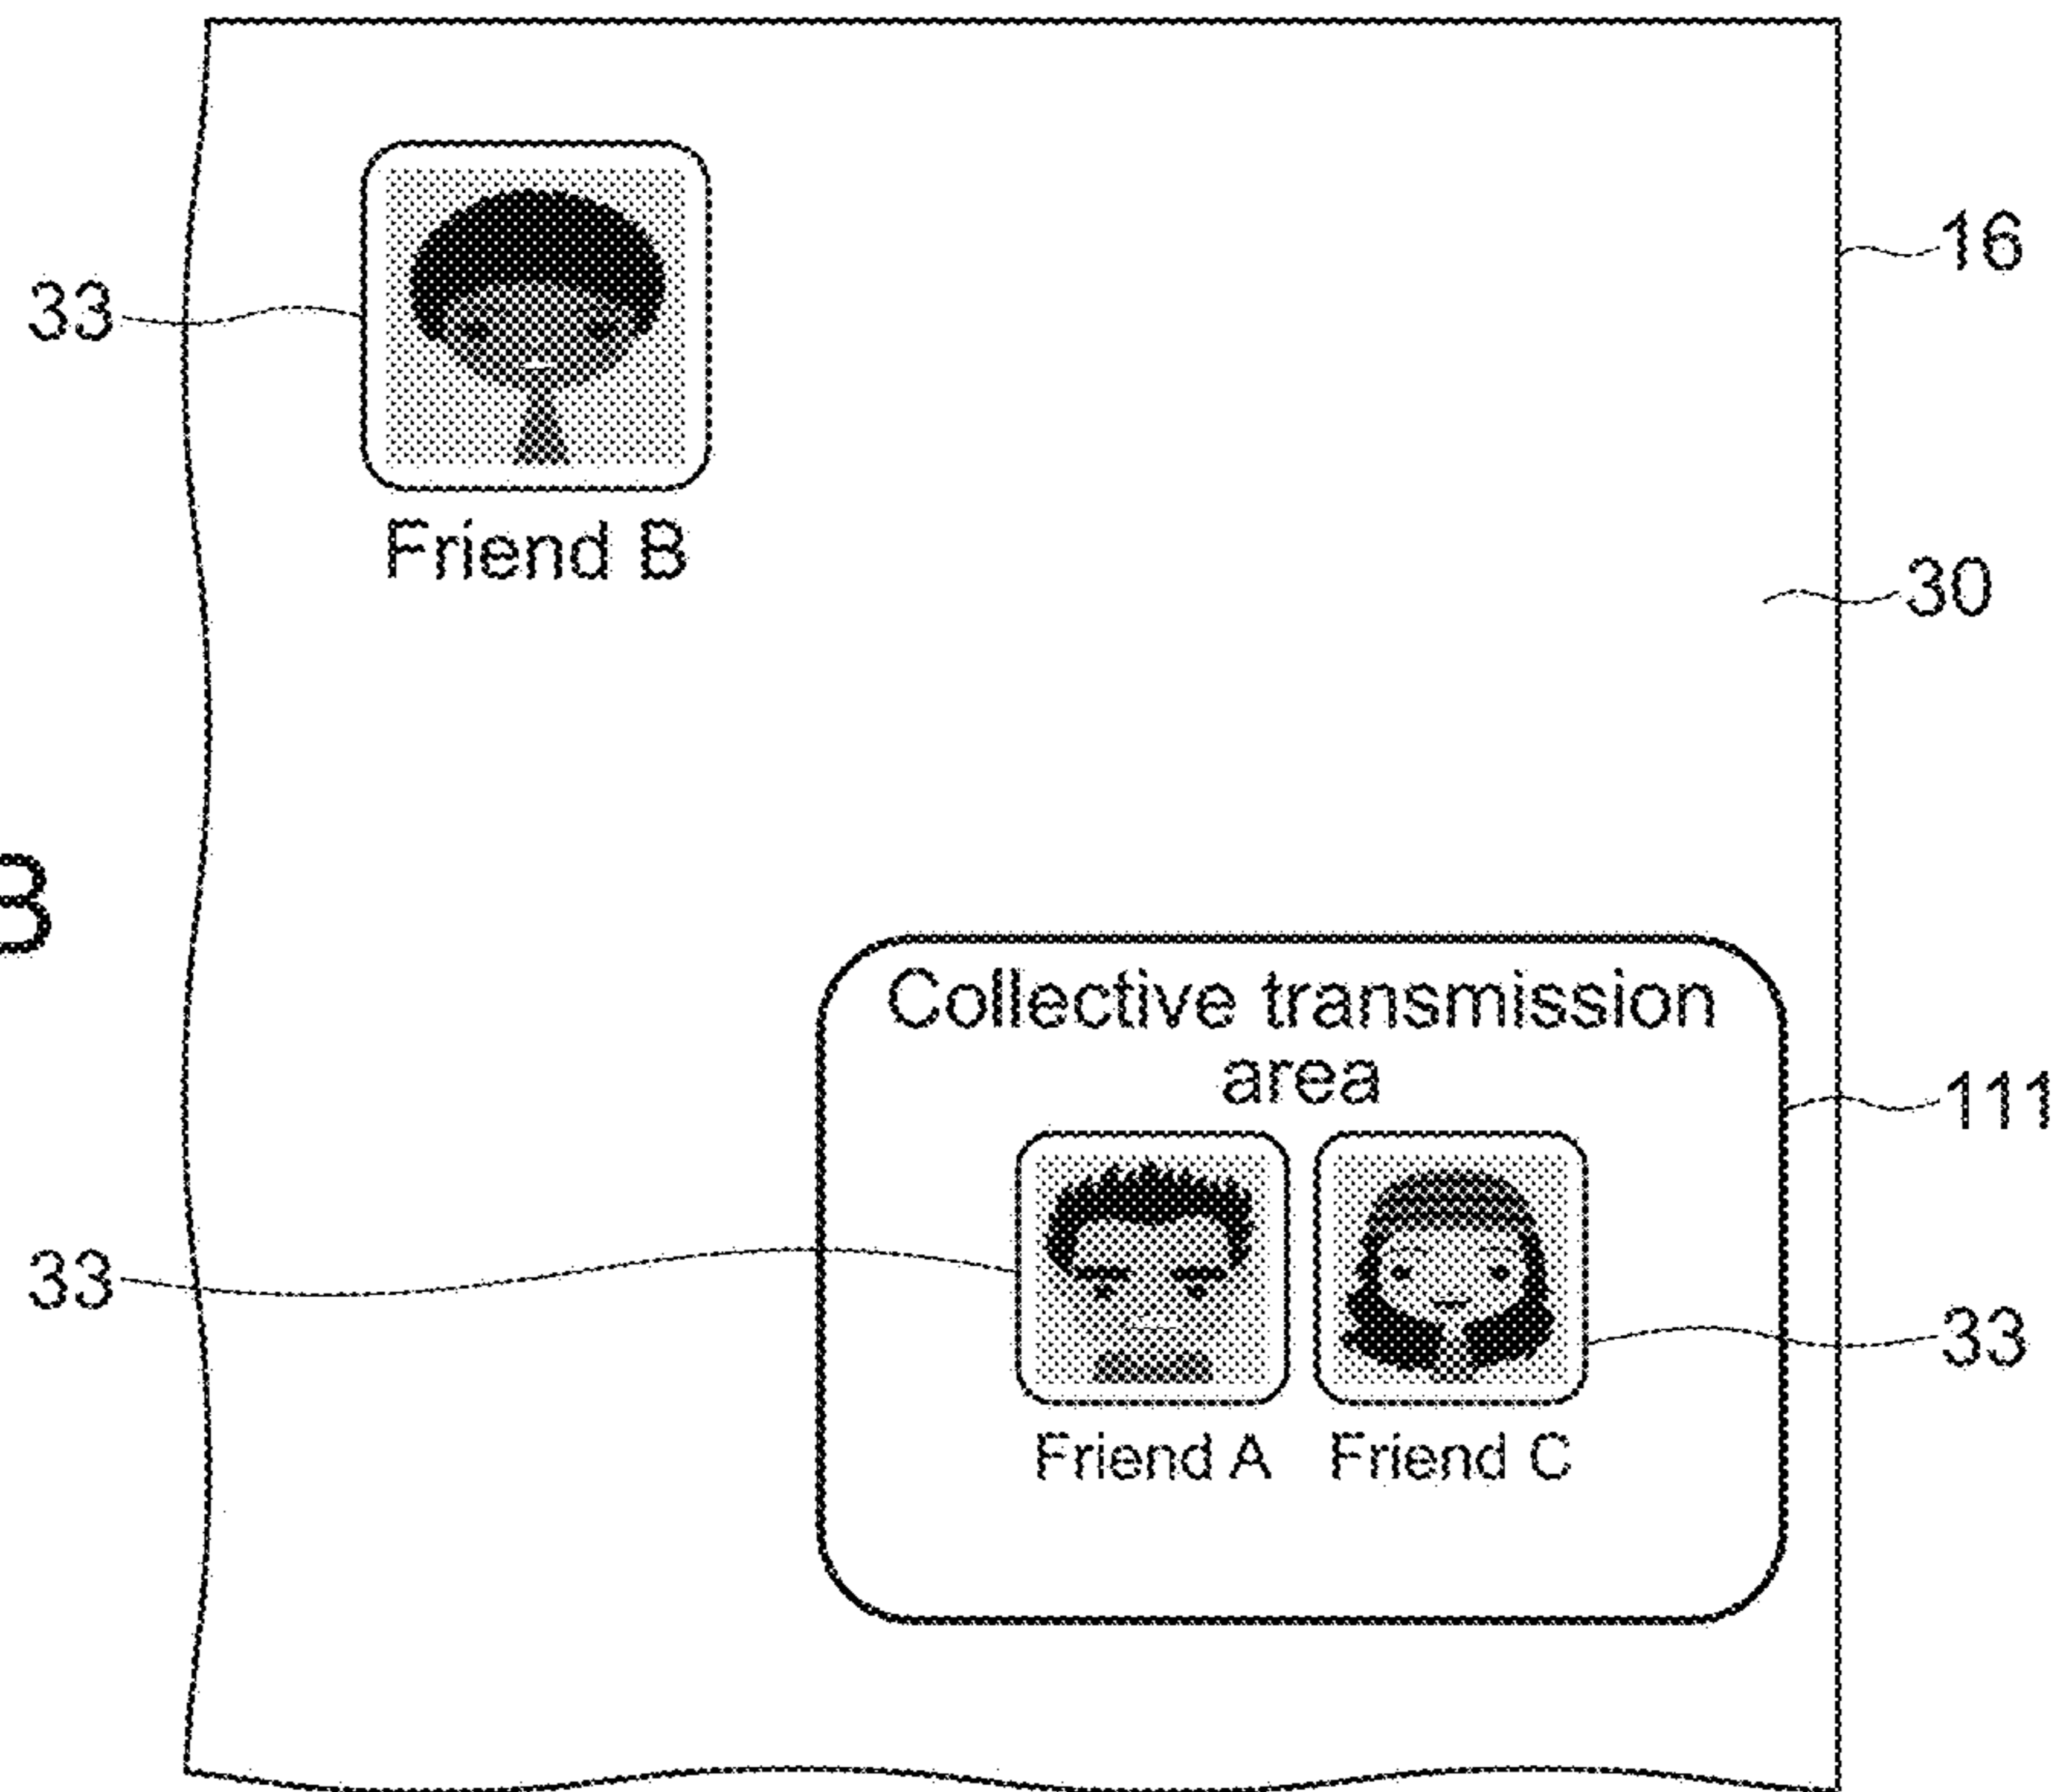 16
33
Friend B
30
B
Collective transmission
area
111
33
33
Friend A Friend C